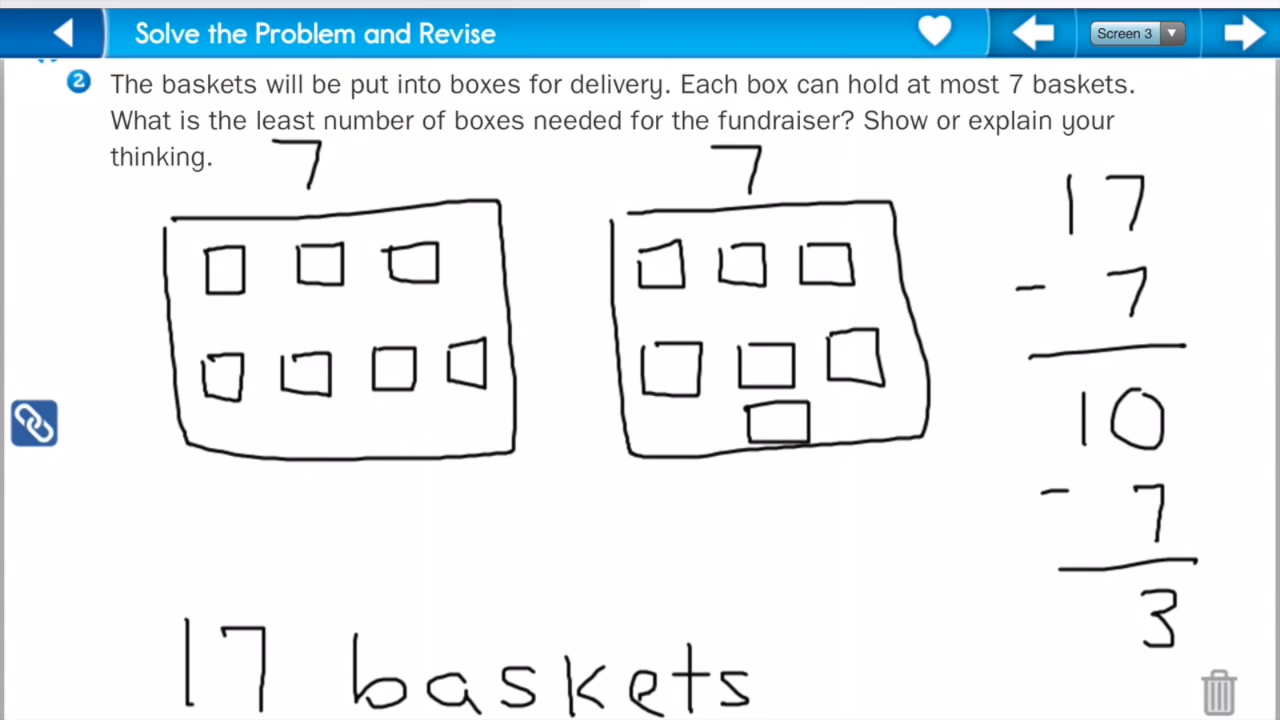 Solve the Problem and Revise
Screen 3
2 The baskets will be put into boxes for delivery. Each box can hold at most 7 baskets.
What is the least number of boxes needed for the fundraiser? Show or explain your
thinking.
7
7
17
- 7
10
- 7
3
17 baskets